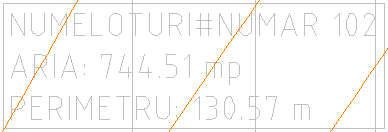 NUMELOTURI#NUMAR 102
ARIA: 744.51 mp
PERIMETRU: 130.57 m